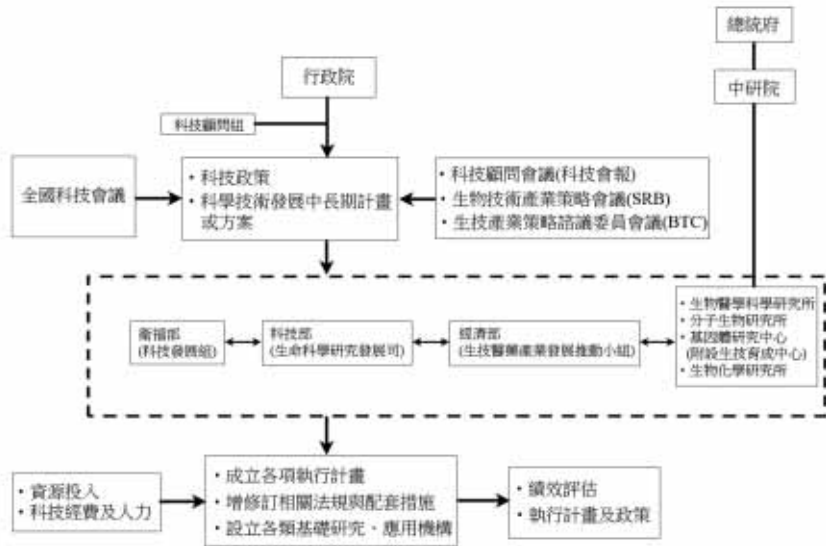 總統府
行政院
中研院
科技顧問組
全國科技會議
・科技政策
・科學技術發展中長期計畫
或方案
・科技顧問會議(科技會報)
・生物技術產業策略會議(SRB)
・生技產業策略諮議委員會議(BTC)
衛福部
(科技發展組)
科技部
(生命科學研究發展司)
經濟部
(生技醫藥產業發展推動小組)
・生物醫學科學研究所
・分子生物研究所
・基因體研究中心
(附設生技育成中心)
・生物化學研究所
・資源投入
・科技經費及人力
・成立各項執行計畫
・增修訂相關法規與配套措施
・設立各類基礎研究、應用機構
・績效評估
・執行計畫及政策